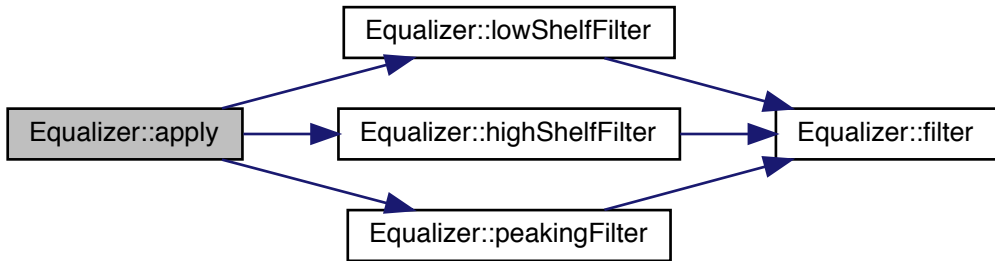 Equalizer::lowShelfFilter
Equalizer::apply
Equalizer::highShelfFilter
Equalizer::filter
Equalizer::peakingFilter